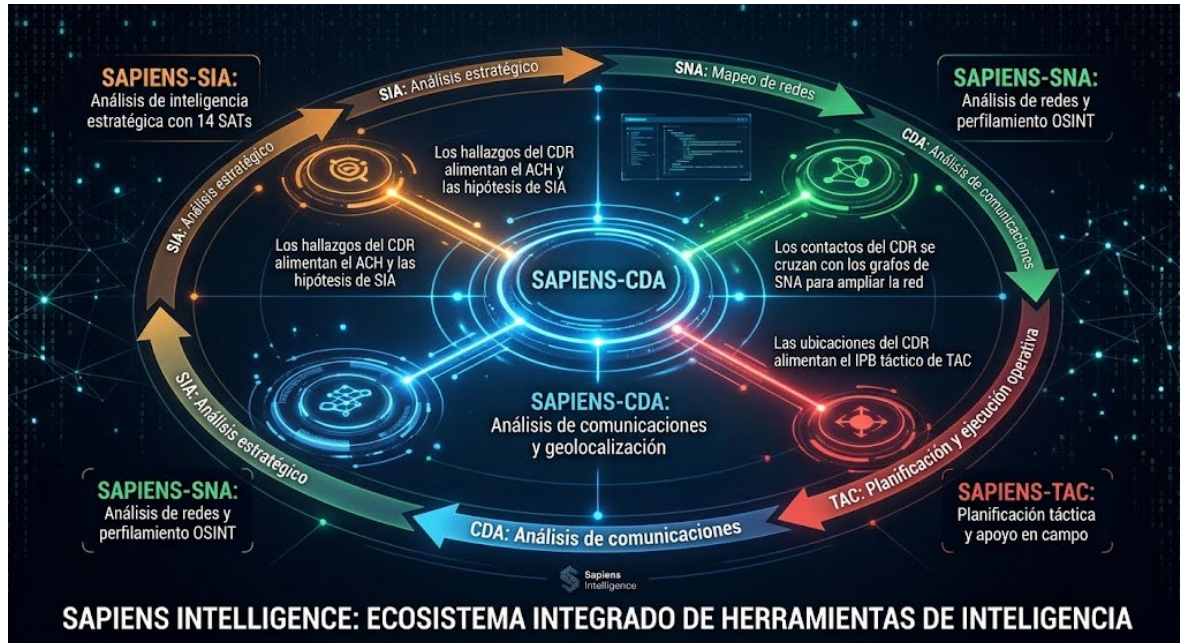 SAPIENS-SIA:
Análisis de inteligencia
estratégica con 14 SATs
SIA: Análisis estratégico
SNA: Mapeo de redes
SAPIENS-SNA:
Análisis de redes y
perfilamiento OSINT
SIA: Análisis estratégico
CDA: Análisis de comunicaciones
Los hallazgos del CDR
alimentan el ACH y
las hipótesis de SIA
Los hallazgos del CDR
alimentan el ACH y las
hipótesis de SIA
SAPIENS-CDA
Los contactos del CDR se
cruzan con los grafos de
SNA para ampliar la red
Las ubicaciones del CDR
alimentan el IPB táctico de TAC
SAPIENS-CDA:
Análisis de comunicaciones
y geolocalización
SIA: Análisis estratégico
TAC: Planificación y ejecución operativa
SAPIENS-SNA:
Análisis de redes y
perfilamiento OSINT
CDA: Análisis de comunicaciones
SAPIENS-TAC:
Planificación táctica
y apoyo en campo
Sapiens
Intelligence
SAPIENS INTELLIGENCE: ECOSISTEMA INTEGRADO DE HERRAMIENTAS DE INTELIGENCIA